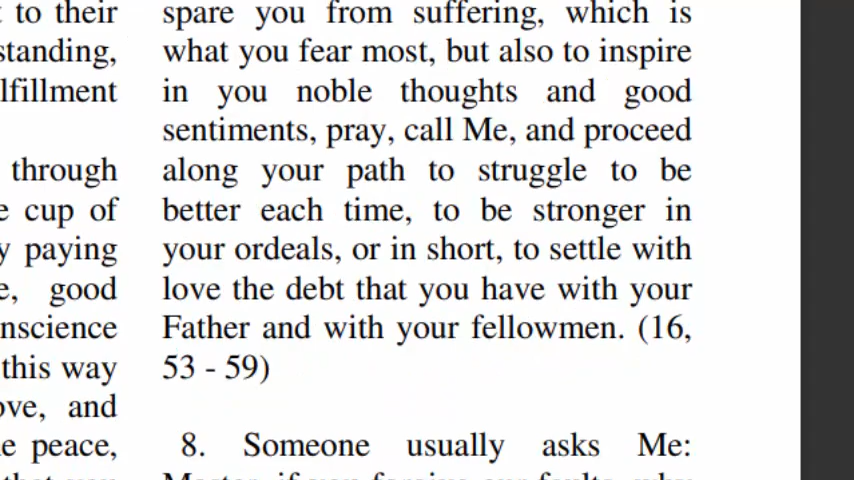 to their
standing,
lfillment
through
cup of
paying
good
nscience
this way
ove, and
peace,
spare you from suffering, which is
what you fear most, but also to inspire
in you noble thoughts and good
sentiments, pray, call Me, and proceed
along your path to struggle to be
better each time, to be stronger in
your ordeals, or in short, to settle with
love the debt that you have with your
Father and with your fellowmen. (16,
53 - 59)
8. Someone usually asks Me: